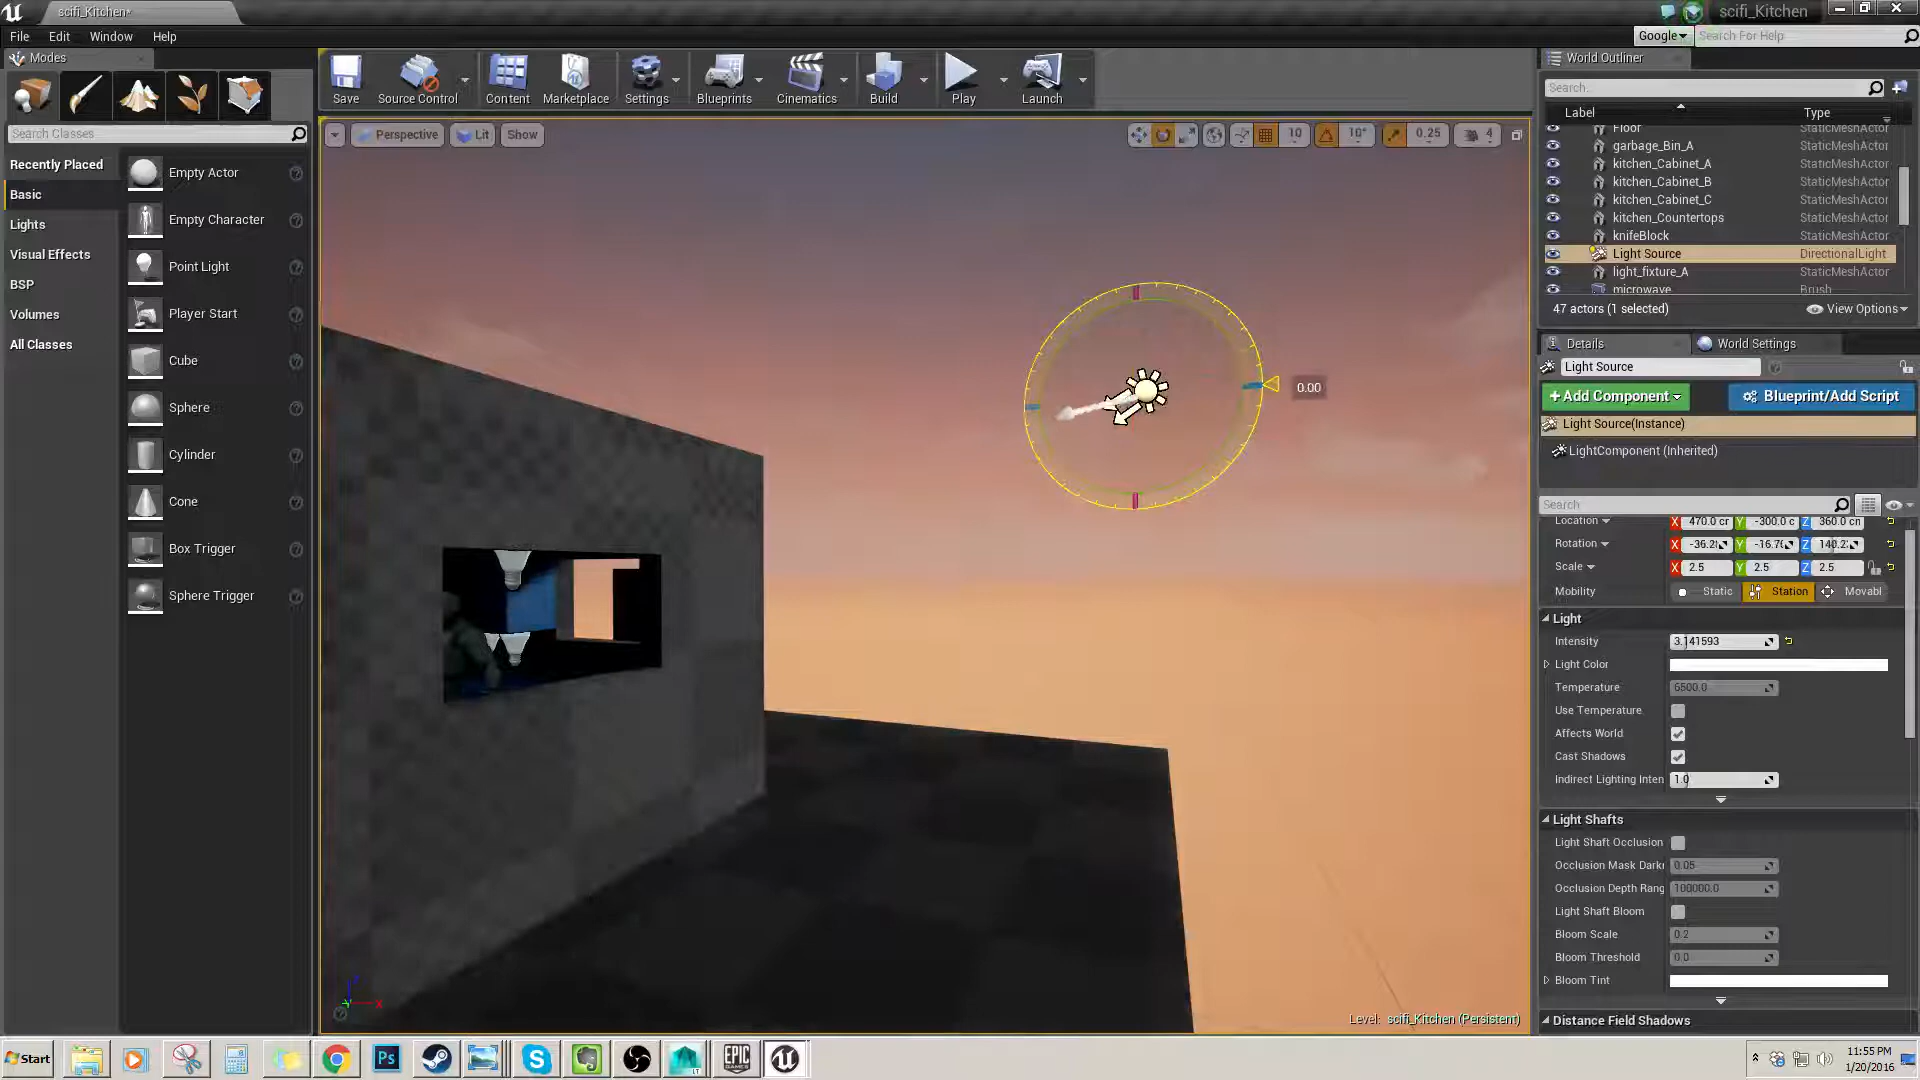 scifi_Kitchen*
scifi_Kitchen
File Edit Window Help
Google
Search For Help
Modes
Save
Source Control
Content
Marketplace
Settings
Blueprints
Cinematics
Build
Play
Launch
World Outliner
Search...
Label Type
Floor StaticMeshActor
garbage_Bin_A StaticMeshActor
kitchen_Cabinet_A StaticMeshActor
kitchen_Cabinet_B StaticMeshActor
kitchen_Cabinet_C StaticMeshActor
kitchen_Countertops StaticMeshActor
knifeBlock StaticMeshActor
Light Source DirectionalLight
light_fixture_A StaticMeshActor
microwave Brush
47 actors (1 selected)
View Options
Search Classes
Recently Placed
Basic
Lights
Visual Effects
BSP
Volumes
All Classes
Empty Actor
Empty Character
Point Light
Player Start
Cube
Sphere
Cylinder
Cone
Box Trigger
Sphere Trigger
Perspective
Lit
Show
10
10°
0.25
4
0.00
Level: scifi_Kitchen (Persistent)
Details
World Settings
Light Source
+Add Component
Blueprint/Add Script
Light Source(Instance)
LightComponent (Inherited)
Search
Location X 470.0 cr Y -300.0 c Z 360.0 cm
Rotation X Y Z
Scale X 2.5 Y 2.5 Z 2.5
Mobility Static Station Movabl
Light
Intensity 3.141593
Light Color
Temperature 6500.0
Use Temperature
Affects World
Cast Shadows
Indirect Lighting Inten 1.0
Light Shafts
Light Shaft Occlusion
Occlusion Mask Dark 0.05
Occlusion Depth Rang 100000.0
Light Shaft Bloom
Bloom Scale 0.2
Bloom Threshold 0.0
Bloom Tint
Distance Field Shadows
Start
Ps
LT
EPIC
GAMES
11:55 PM
1/20/2016